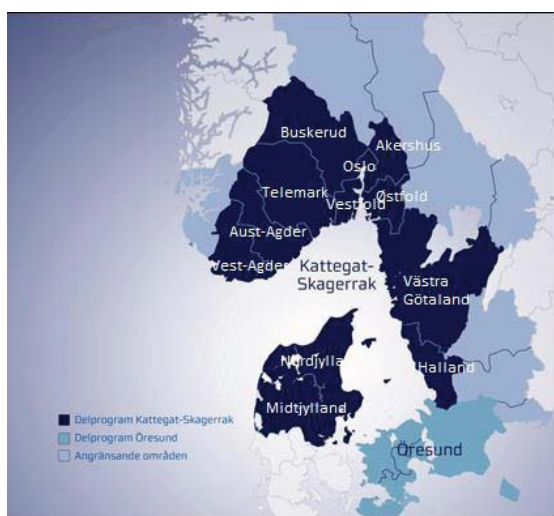 Buskerud
Akershus
Oslo
Telemark
Vestfold
Østfold
Aust-Agder
Vest-Agder
Kattegat-
Skagerrak
Västra
Götaland
Nordjylla
Halland
Midtjylland
Delprogram Kattegat-Skagerrak
Delprogram Öresund
Angränsande områden
Öresund